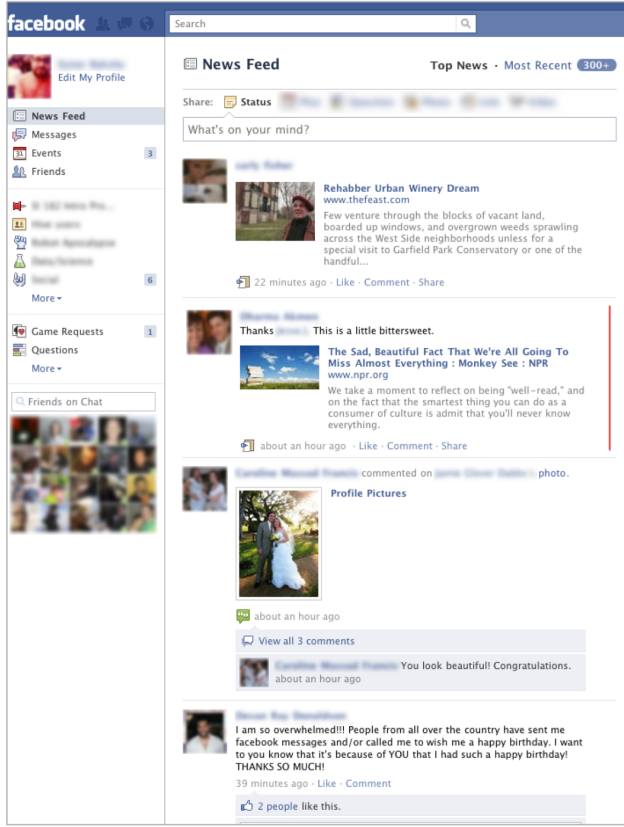 facebook
Search
Edit My Profile
News Feed
Messages
Events 3
Friends
6
More
Game Requests 1
Questions
More
Friends on Chat
News Feed
Top News · Most Recent 300+
Share: Status
What's on your mind?
Rehabber Urban Winery Dream
www.thefeast.com
Few venture through the blocks of vacant land,
boarded up windows, and overgrown weeds sprawling
across the West Side neighborhoods unless for a
special visit to Garfield Park Conservatory or one of the
handful...
22 minutes ago · Like · Comment · Share
Thanks This is a little bittersweet.
The Sad, Beautiful Fact That We're All Going To
Miss Almost Everything : Monkey See : NPR
www.npr.org
We take a moment to reflect on being "well-read," and
on the fact that the smartest thing you can do as a
consumer of culture is admit that you'll never know
everything.
about an hour ago · Like · Comment · Share
commented on photo.
Profile Pictures
about an hour ago
View all 3 comments
You look beautiful! Congratulations.
about an hour ago
I am so overwhelmed!!! People from all over the country have sent me
facebook messages and/or called me to wish me a happy birthday. I want
to you know that it's because of YOU that I had such a happy birthday!
THANKS SO MUCH!
39 minutes ago · Like · Comment
2 people like this.